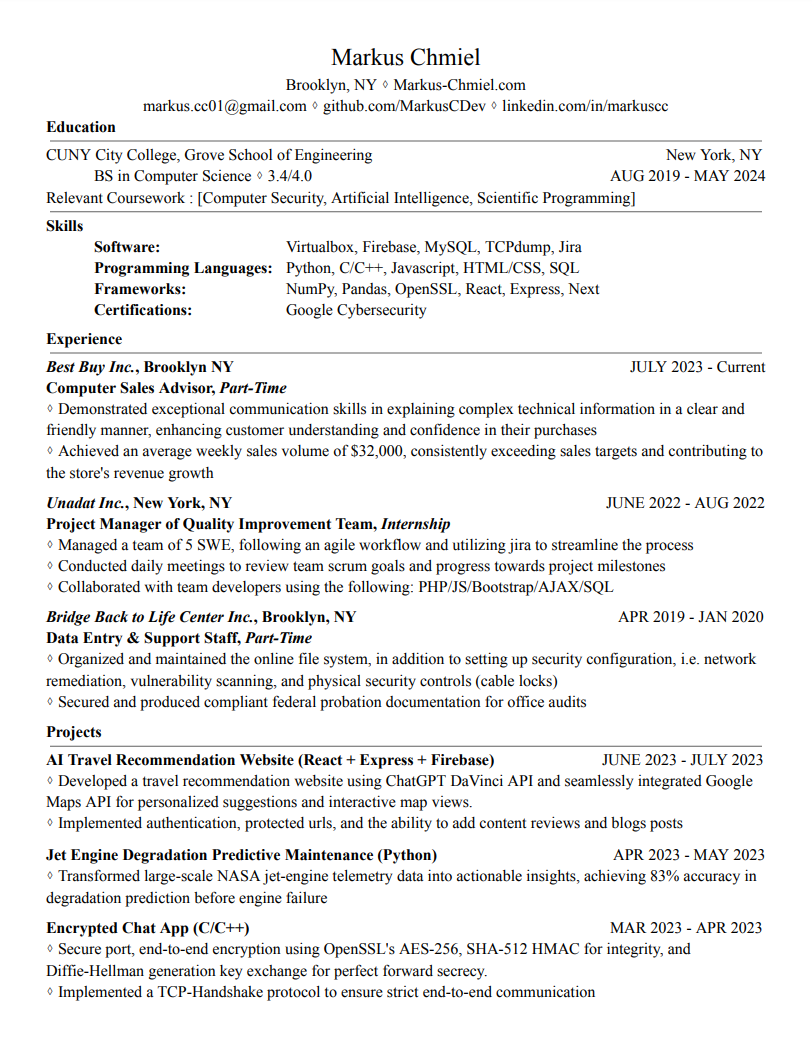 Markus Chmiel
Brooklyn, NY ◊ Markus-Chmiel.com
markus.cc01@gmail.com ◊ github.com/MarkusCDev ◊ linkedin.com/in/markuscc
Education
CUNY City College, Grove School of Engineering New York, NY
BS in Computer Science ◊ 3.4/4.0 AUG 2019 - MAY 2024
Relevant Coursework : [Computer Security, Artificial Intelligence, Scientific Programming]
Skills
Software: Virtualbox, Firebase, MySQL, TCPdump, Jira
Programming Languages: Python, C/C++, Javascript, HTML/CSS, SQL
Frameworks: NumPy, Pandas, OpenSSL, React, Express, Next
Certifications: Google Cybersecurity
Experience
Best Buy Inc., Brooklyn NY JULY 2023 - Current
Computer Sales Advisor, Part-Time
◊ Demonstrated exceptional communication skills in explaining complex technical information in a clear and
friendly manner, enhancing customer understanding and confidence in their purchases
◊ Achieved an average weekly sales volume of $32,000, consistently exceeding sales targets and contributing to
the store's revenue growth
Unadat Inc., New York, NY JUNE 2022 - AUG 2022
Project Manager of Quality Improvement Team, Internship
◊ Managed a team of 5 SWE, following an agile workflow and utilizing jira to streamline the process
◊ Conducted daily meetings to review team scrum goals and progress towards project milestones
◊ Collaborated with team developers using the following: PHP/JS/Bootstrap/AJAX/SQL
Bridge Back to Life Center Inc., Brooklyn, NY APR 2019 - JAN 2020
Data Entry & Support Staff, Part-Time
◊ Organized and maintained the online file system, in addition to setting up security configuration, i.e. network
remediation, vulnerability scanning, and physical security controls (cable locks)
◊ Secured and produced compliant federal probation documentation for office audits
Projects
AI Travel Recommendation Website (React + Express + Firebase) JUNE 2023 - JULY 2023
◊ Developed a travel recommendation website using ChatGPT DaVinci API and seamlessly integrated Google
Maps API for personalized suggestions and interactive map views.
◊ Implemented authentication, protected urls, and the ability to add content reviews and blogs posts
Jet Engine Degradation Predictive Maintenance (Python) APR 2023 - MAY 2023
◊ Transformed large-scale NASA jet-engine telemetry data into actionable insights, achieving 83% accuracy in
degradation prediction before engine failure
Encrypted Chat App (C/C++) MAR 2023 - APR 2023
◊ Secure port, end-to-end encryption using OpenSSL's AES-256, SHA-512 HMAC for integrity, and
Diffie-Hellman generation key exchange for perfect forward secrecy.
◊ Implemented a TCP-Handshake protocol to ensure strict end-to-end communication